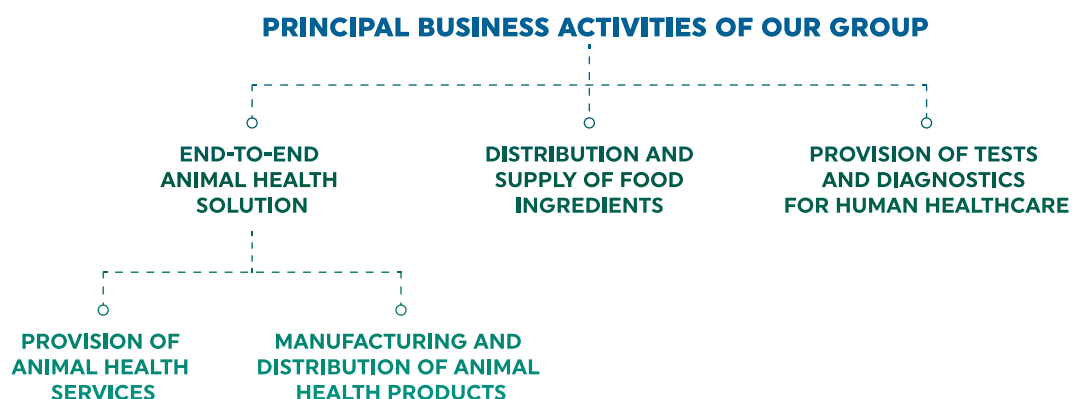 PRINCIPAL BUSINESS ACTIVITIES OF OUR GROUP
END-TO-END
ANIMAL HEALTH
SOLUTION
DISTRIBUTION AND
SUPPLY OF FOOD
INGREDIENTS
PROVISION OF TESTS
AND DIAGNOSTICS
FOR HUMAN HEALTHCARE
PROVISION OF
ANIMAL HEALTH
SERVICES
MANUFACTURING AND
DISTRIBUTION OF ANIMAL
HEALTH PRODUCTS